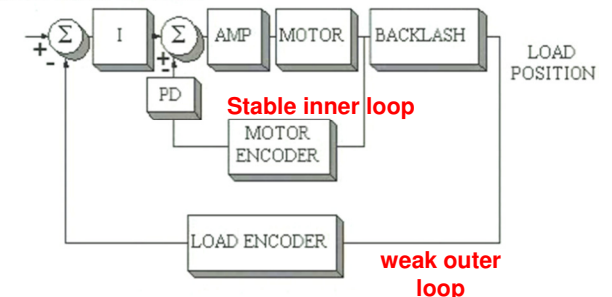 Σ I Σ AMP MOTOR BACKLASH
+ - + -
LOAD
POSITION
PD
Stable inner loop
MOTOR
ENCODER
LOAD ENCODER
weak outer
loop